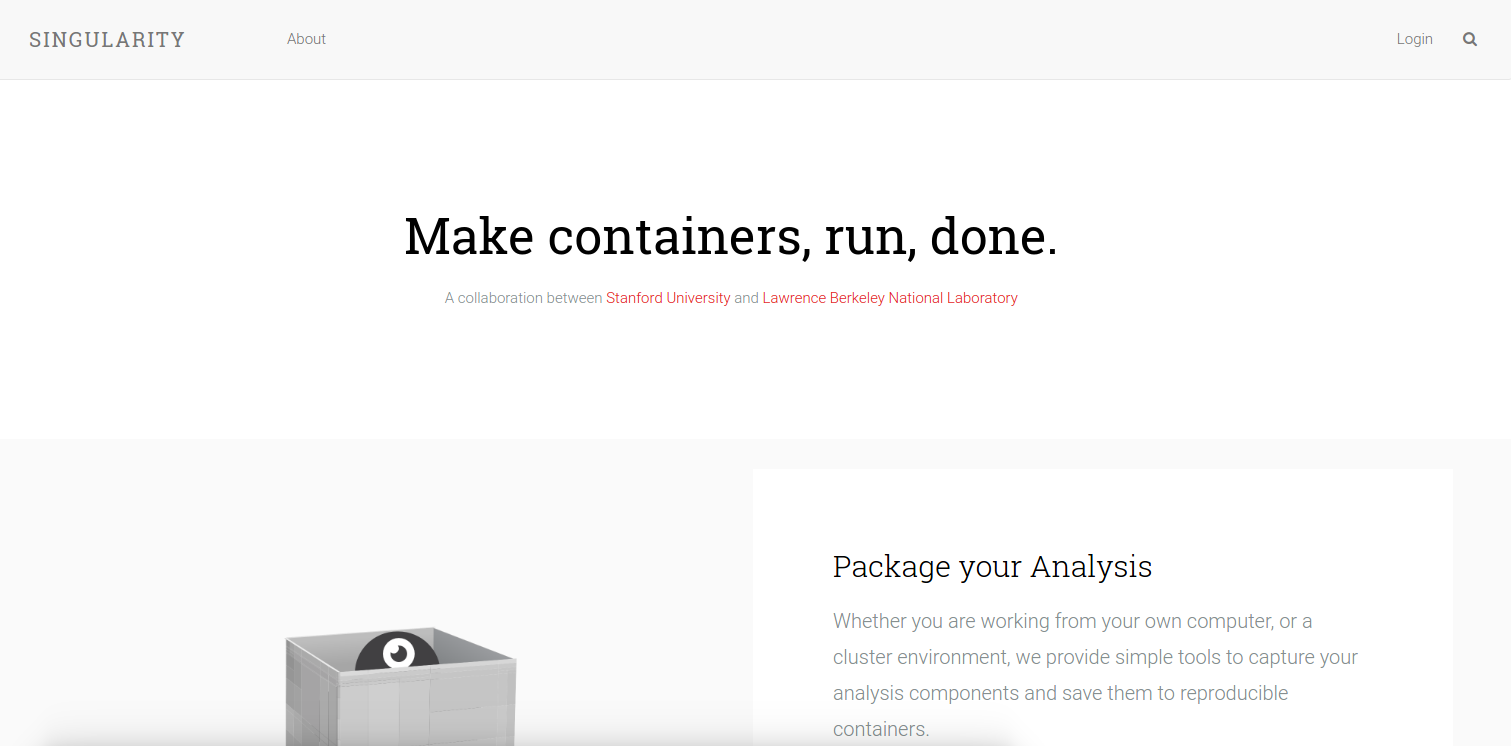 SINGULARITY
About
Login
Make containers, run, done.
A collaboration between Stanford University and Lawrence Berkeley National Laboratory
Package your Analysis
Whether you are working from your own computer, or a
cluster environment, we provide simple tools to capture your
analysis components and save them to reproducible
containers.